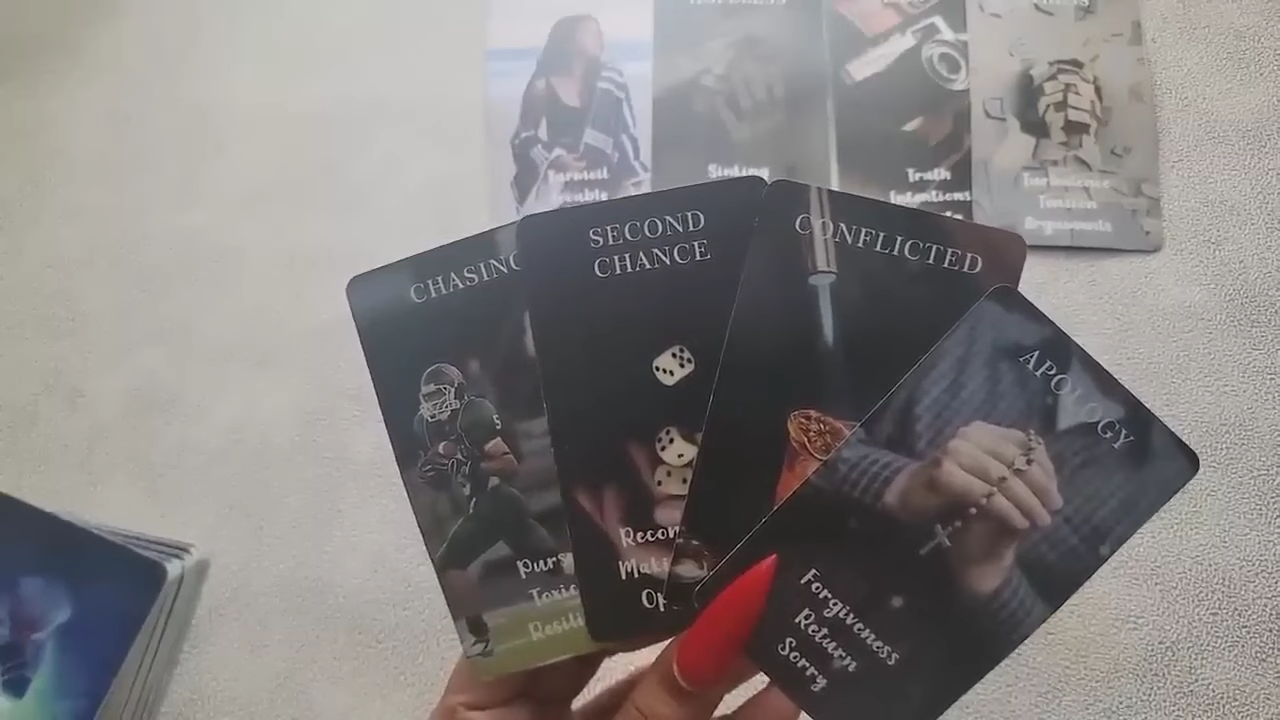 Turmoil
Sinking
Truth
Intentions
Turbulence
Tension
Arguments
CHASING
Purs
Toxic
Resili
SECOND
CHANCE
Recon
Maki
Op
CONFLICTED
APOLOGY
Forgiveness
Return
Sorry